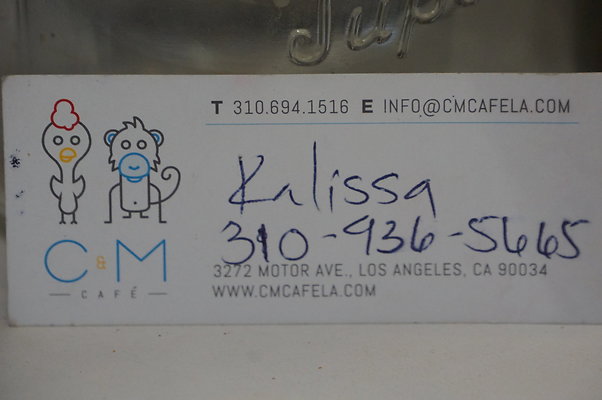 Jup
T 310.694.1516 E INFO@CMCAFELA.COM
Kalissa
310-936-5665
C & M
CAFÉ
3272 MOTOR AVE., LOS ANGELES, CA 90034
WWW.CMCAFELA.COM